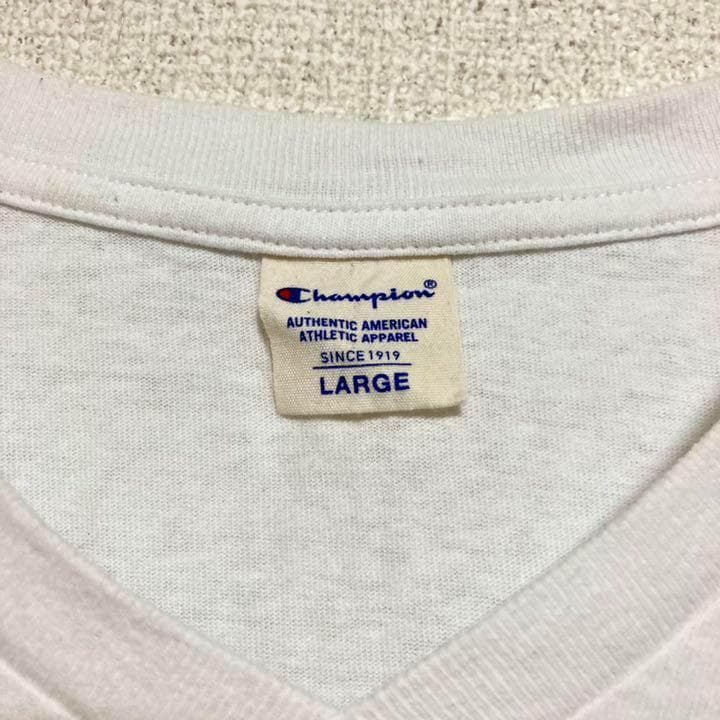 Champion®
AUTHENTIC AMERICAN
ATHLETIC APPAREL
SINCE 1919
LARGE